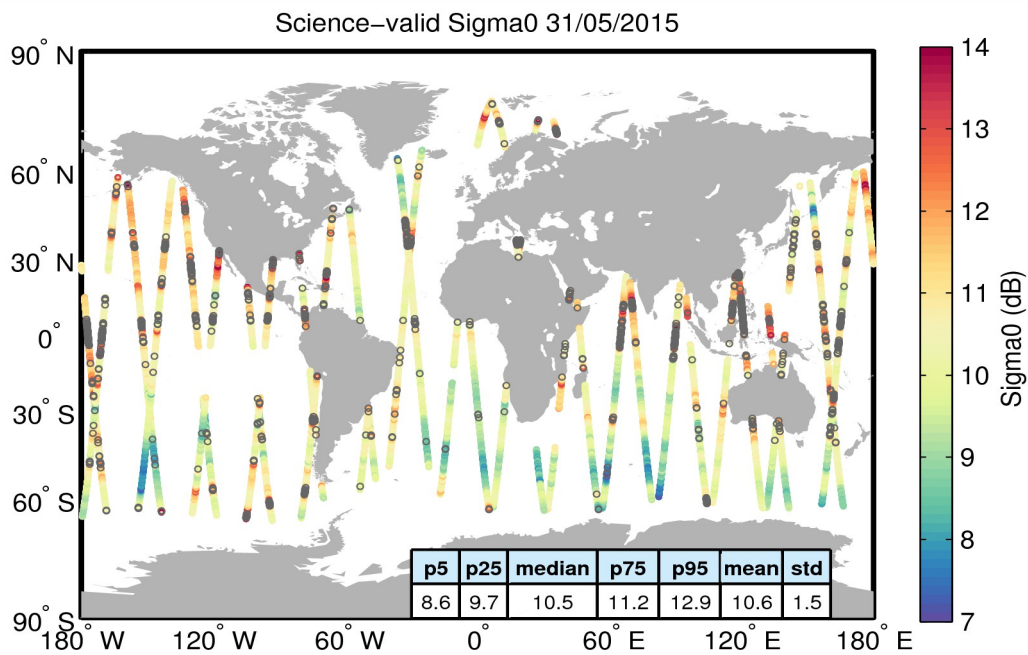 Science−valid Sigma0 31/05/2015
90° N
60° N
30° N
0°
30° S
60° S
90° S
180° W
120° W
60° W
0°
60° E
120° E
180° E
p5 p25 median p75 p95 mean std
8.6 9.7 10.5 11.2 12.9 10.6 1.5
14
13
12
11
10
9
8
7
Sigma0 (dB)